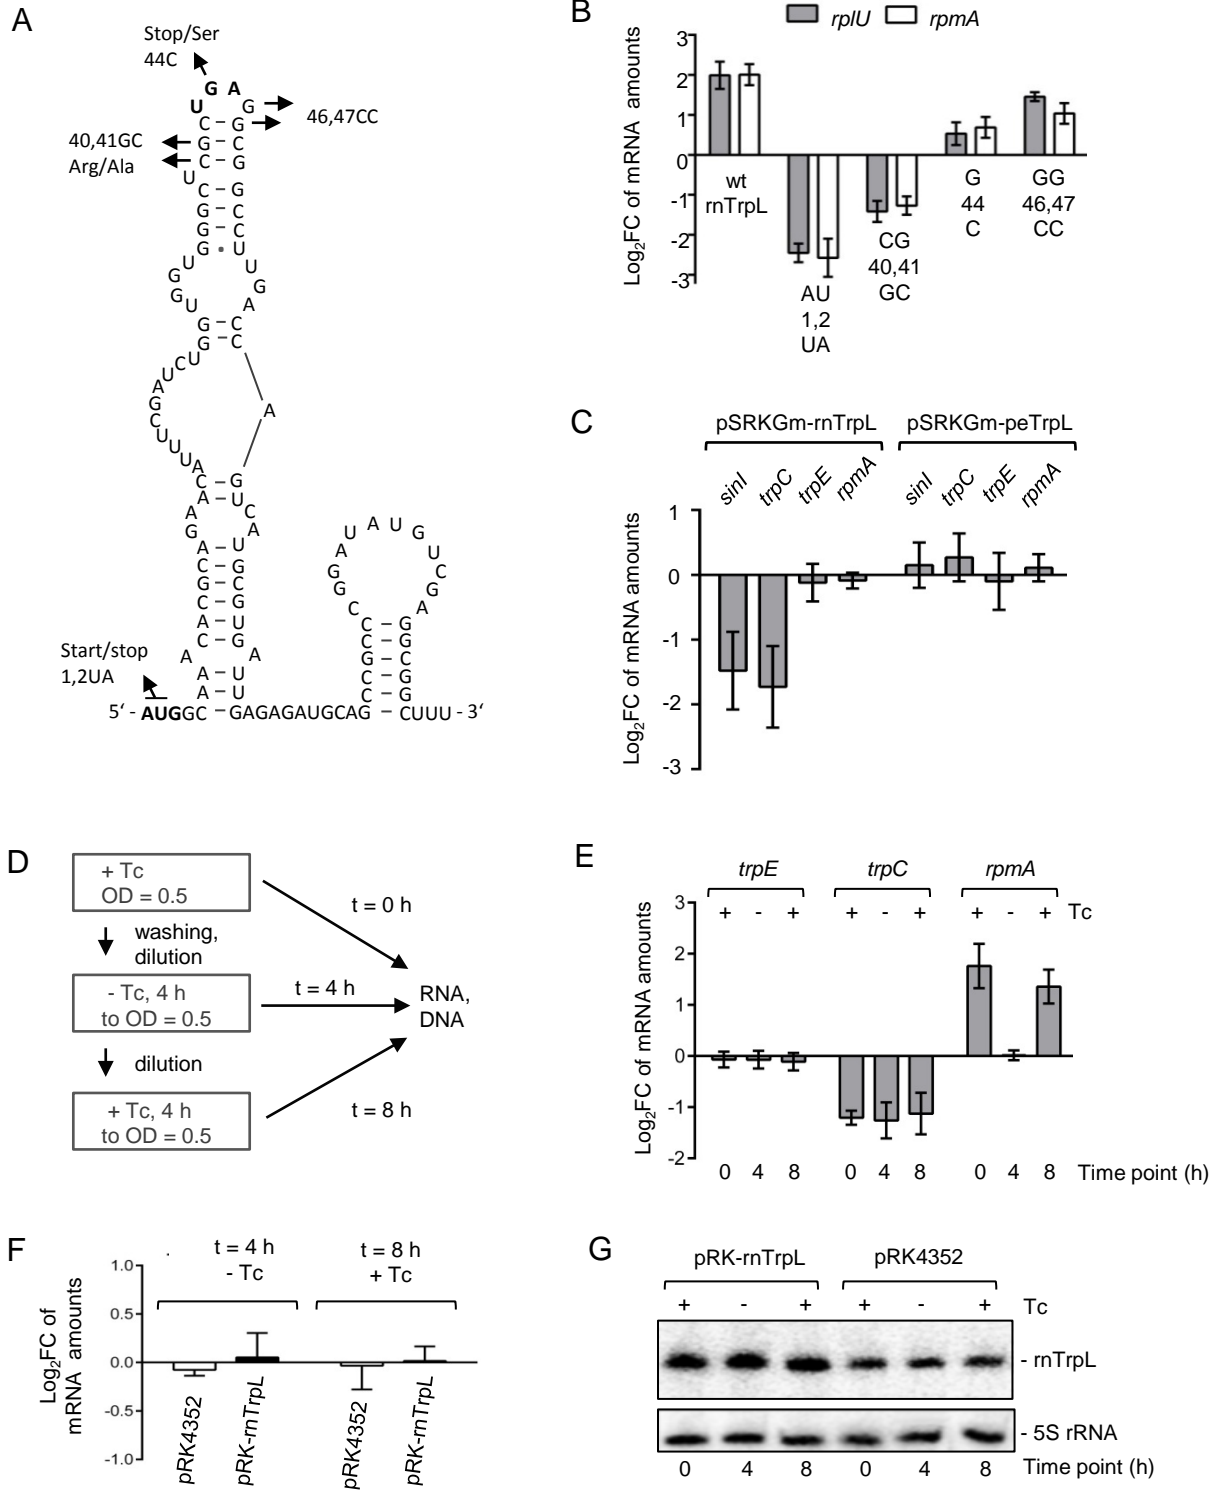 A
Stop/Ser
44C
46,47CC
40,41GC
Arg/Ala
Start/stop
1,2UA
5‘ - AUGGC
GAGAGAUGCAG
CUUU - 3‘
B
rplU
rpmA
Log2FC of mRNA amounts
3
2
1
0
-1
-2
-3
wt
rnTrpL
AU
1,2
UA
CG
40,41
GC
G
44
C
GG
46,47
CC
C
pSRKGm-rnTrpL
pSRKGm-peTrpL
sinI
trpC
trpE
rpmA
sinI
trpC
trpE
rpmA
Log2FC of mRNA amounts
1
0
-1
-2
-3
D
+ Tc
OD = 0.5
washing,
dilution
- Tc, 4 h
to OD = 0.5
dilution
+ Tc, 4 h
to OD = 0.5
t = 0 h
t = 4 h
t = 8 h
RNA,
DNA
E
trpE
trpC
rpmA
+ - + + - + + - + Tc
Log2FC of mRNA amounts
3
2
1
0
-1
-2
0 4 8 0 4 8 0 4 8 Time point (h)
F
t = 4 h
- Tc
t = 8 h
+ Tc
Log2FC of
mRNA amounts
1.0
0.5
0.0
-0.5
-1.0
pRK4352
pRK-rnTrpL
pRK4352
pRK-rnTrpL
G
pRK-rnTrpL
pRK4352
+ - + + - + Tc
- rnTrpL
- 5S rRNA
0 4 8 0 4 8 Time point (h)